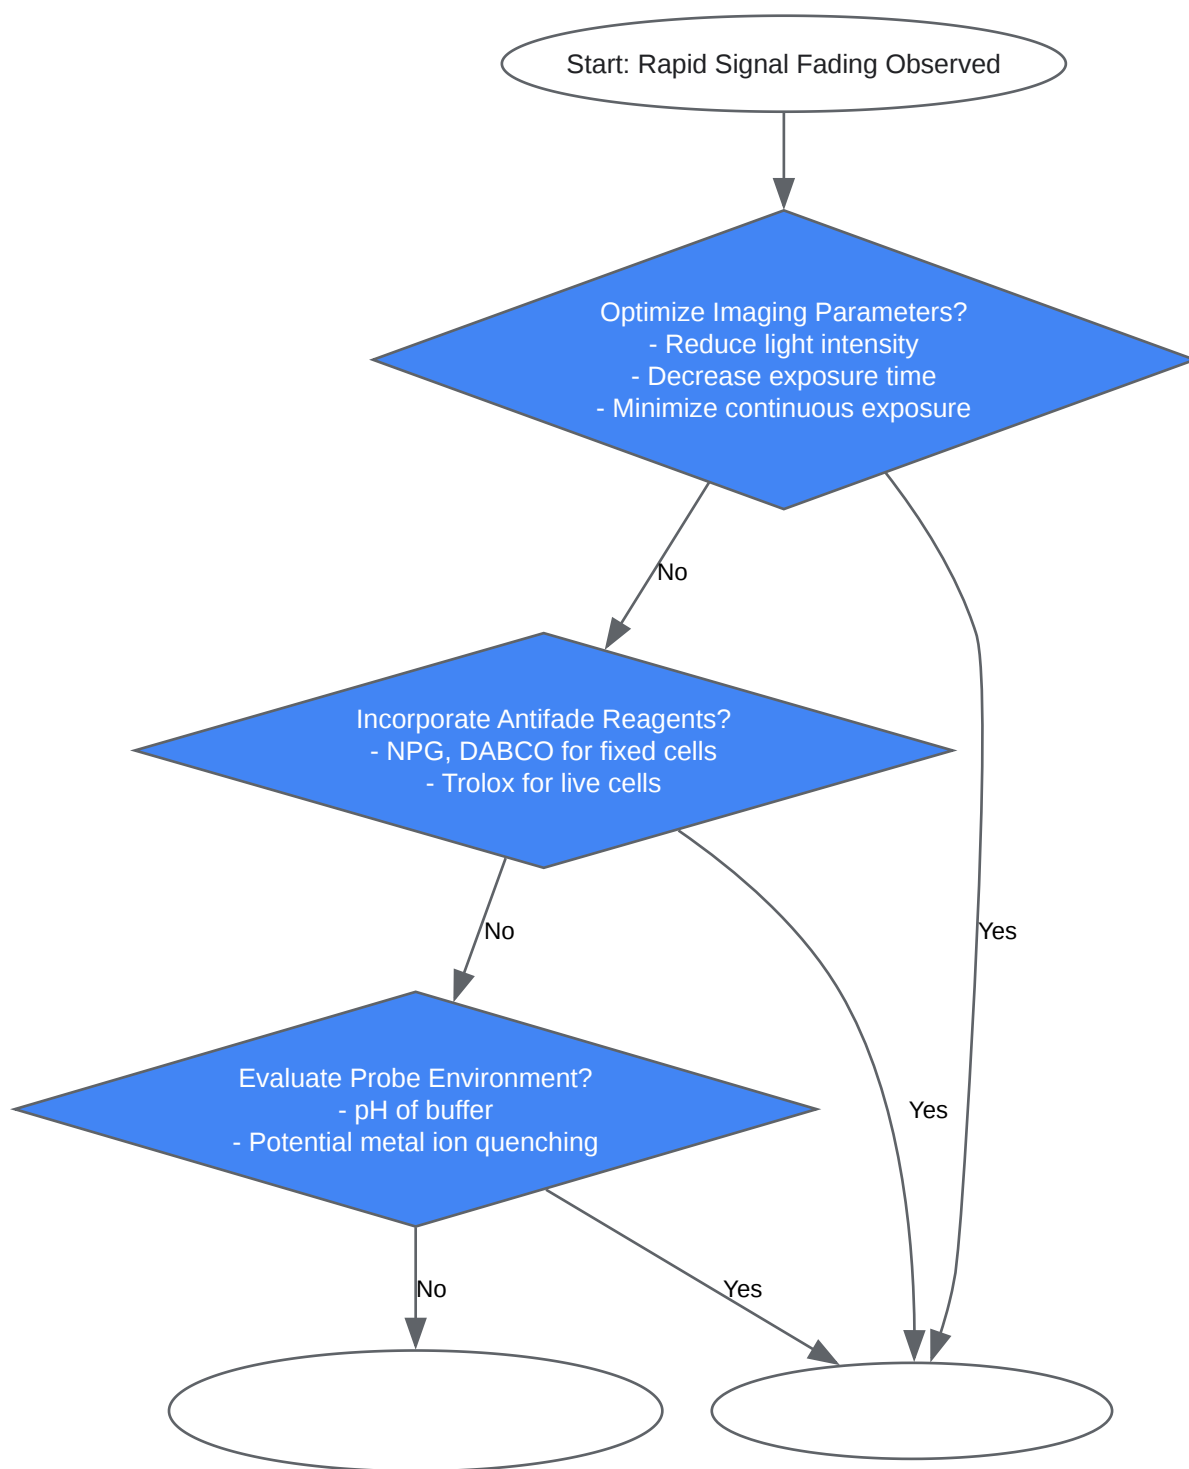 Start: Rapid Signal Fading Observed
Optimize Imaging Parameters?
- Reduce light intensity
- Decrease exposure time
- Minimize continuous exposure
No
Incorporate Antifade Reagents?
- NPG, DABCO for fixed cells
- Trolox for live cells
No
Yes
Evaluate Probe Environment?
- pH of buffer
- Potential metal ion quenching
Yes
No
Yes